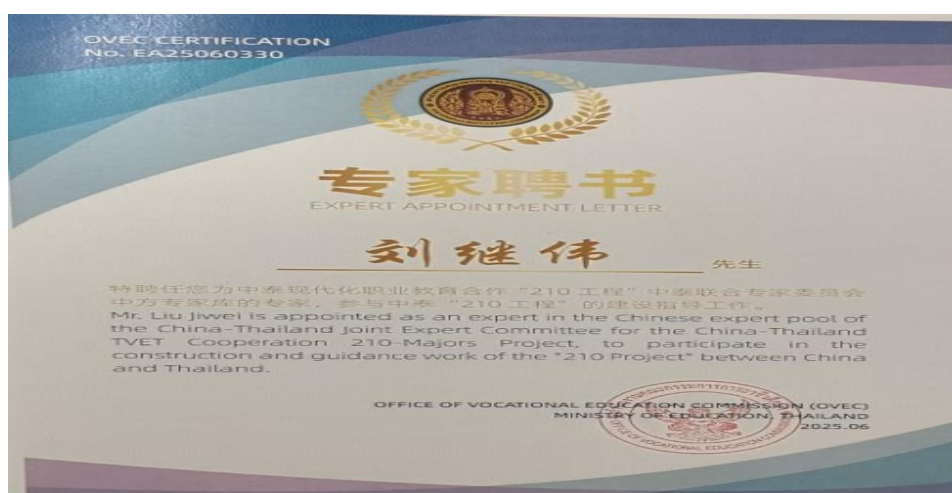 OVEC CERTIFICATION
No. EA25060330
专家聘书
EXPERT APPOINTMENT LETTER
刘继伟 先生
特聘任您为中泰现代化职业教育合作“210 工程”中泰联合专家委员会
中方专家库的专家，参与中泰“210 工程”的建设指导工作。
Mr. Liu Jiwei is appointed as an expert in the Chinese expert pool of
the China-Thailand Joint Expert Committee for the China-Thailand
TVET Cooperation 210-Majors Project, to participate in the
construction and guidance work of the "210 Project" between China
and Thailand.
OFFICE OF VOCATIONAL EDUCATION COMMISSION (OVEC)
MINISTRY OF EDUCATION, THAILAND
2025.06